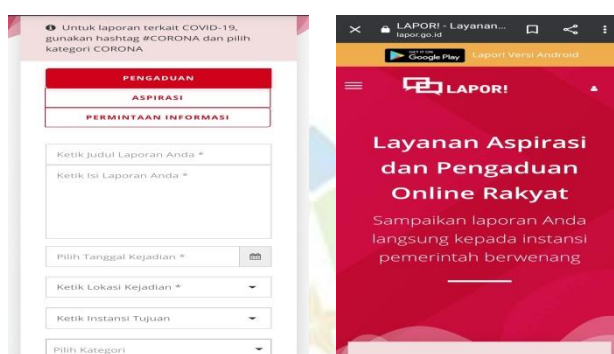 Untuk laporan terkait COVID-19,
gunakan hashtag #CORONA dan pilih
kategori CORONA
PENGADUAN
ASPIRASI
PERMINTAAN INFORMASI
Ketik Judul Laporan Anda *
Ketik Isi Laporan Anda *
Pilih Tanggal Kejadian *
Ketik Lokasi Kejadian *
Ketik Instansi Tujuan
Pilih Kategori
LAPOR! - Layanan...
lapor.go.id
GET IT ON
Google Play
Lapor! Versi Android
LAPOR!
Layanan Aspirasi
dan Pengaduan
Online Rakyat
Sampaikan laporan Anda
langsung kepada instansi
pemerintah berwenang